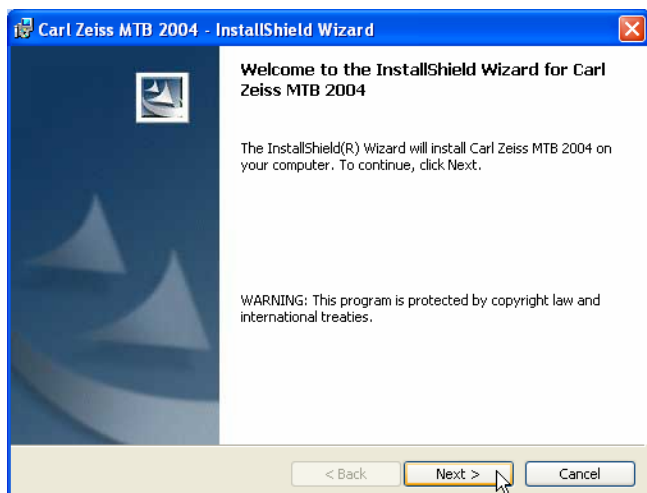 Carl Zeiss MTB 2004 - InstallShield Wizard
Welcome to the InstallShield Wizard for Carl
Zeiss MTB 2004
The InstallShield(R) Wizard will install Carl Zeiss MTB 2004 on
your computer. To continue, click Next.
WARNING: This program is protected by copyright law and
international treaties.
< Back
Next >
Cancel